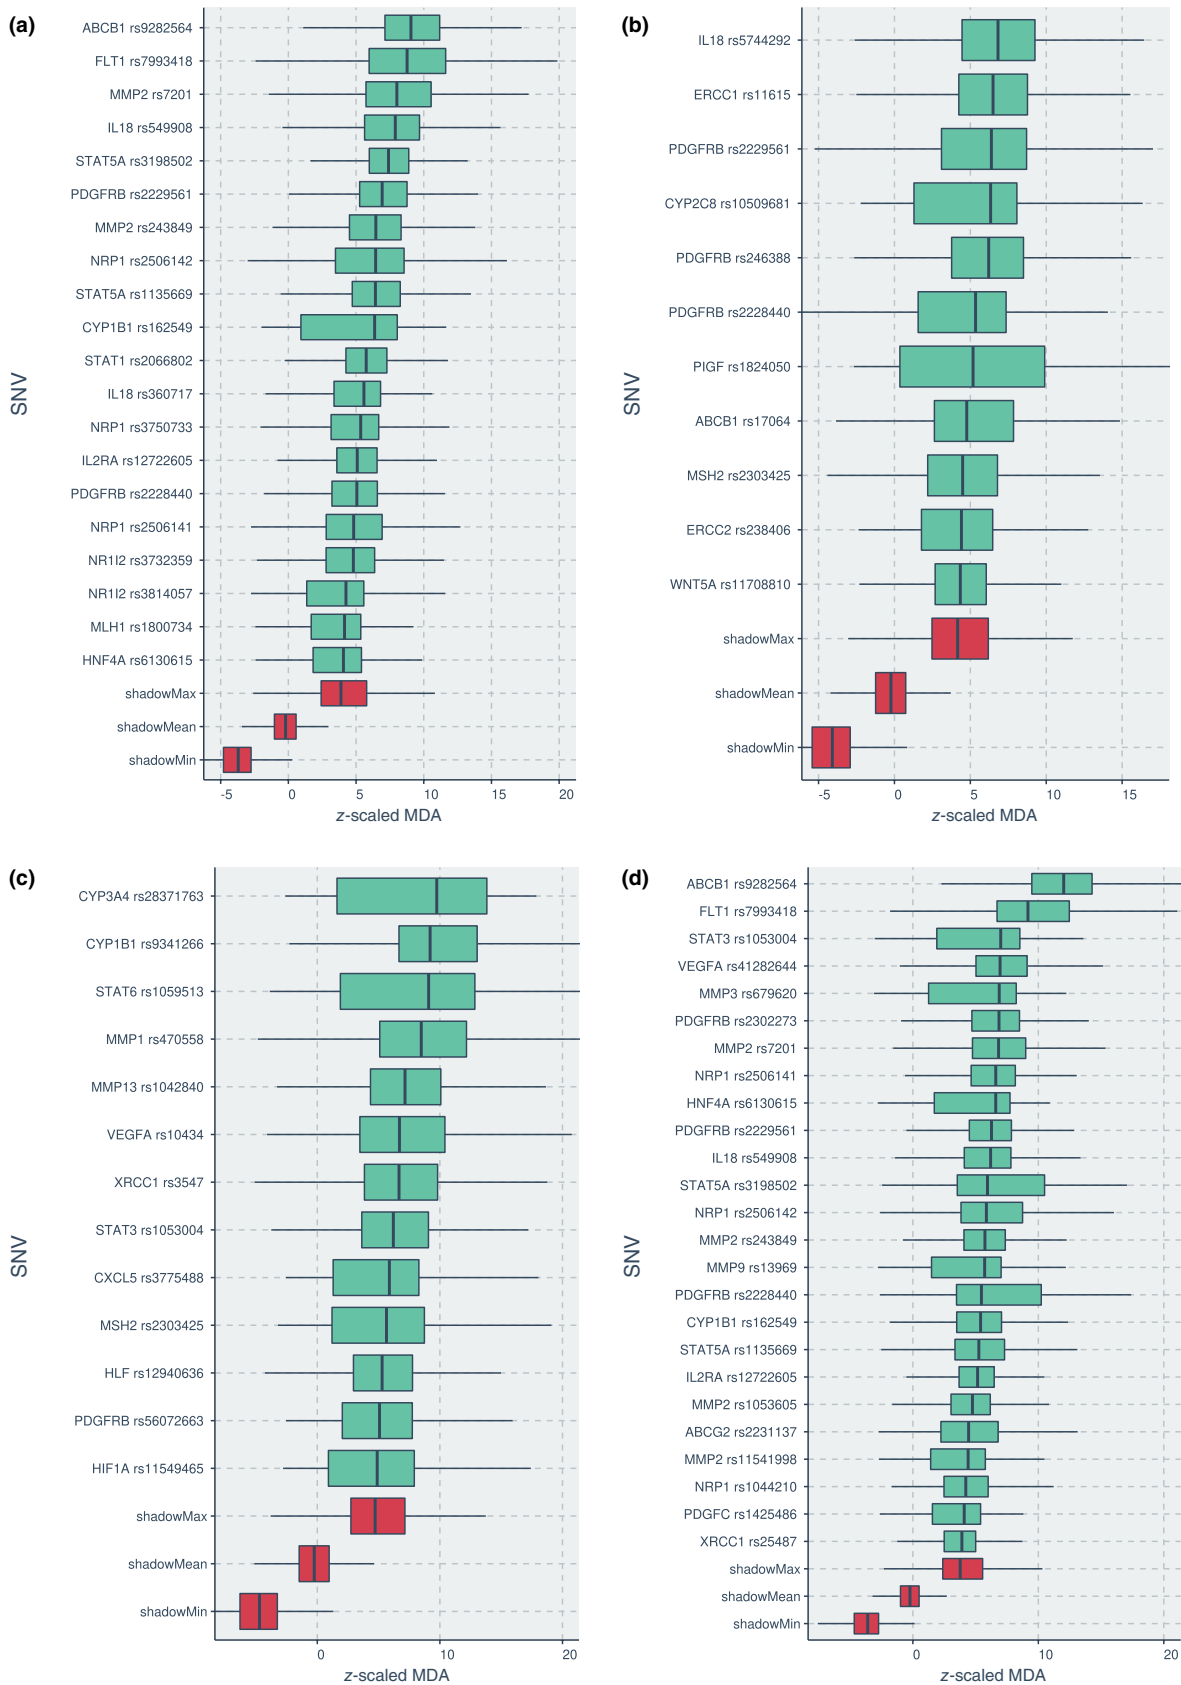 (a)
ABCB1 rs9282564
FLT1 rs7993418
MMP2 rs7201
IL18 rs549908
STAT5A rs3198502
PDGFRB rs2229561
MMP2 rs243849
NRP1 rs2506142
STAT5A rs1135669
CYP1B1 rs162549
STAT1 rs2066802
IL18 rs360717
NRP1 rs3750733
IL2RA rs12722605
PDGFRB rs2228440
NRP1 rs2506141
NR1I2 rs3732359
NR1I2 rs3814057
MLH1 rs1800734
HNF4A rs6130615
shadowMax
shadowMean
shadowMin
SNV
-5 0 5 10 15 20
z-scaled MDA
(b)
IL18 rs5744292
ERCC1 rs11615
PDGFRB rs2229561
CYP2C8 rs10509681
PDGFRB rs246388
PDGFRB rs2228440
PIGF rs1824050
ABCB1 rs17064
MSH2 rs2303425
ERCC2 rs238406
WNT5A rs11708810
shadowMax
shadowMean
shadowMin
SNV
-5 0 5 10 15
z-scaled MDA
(c)
CYP3A4 rs28371763
CYP1B1 rs9341266
STAT6 rs1059513
MMP1 rs470558
MMP13 rs1042840
VEGFA rs10434
XRCC1 rs3547
STAT3 rs1053004
CXCL5 rs3775488
MSH2 rs2303425
HLF rs12940636
PDGFRB rs56072663
HIF1A rs11549465
shadowMax
shadowMean
shadowMin
SNV
0 10 20
z-scaled MDA
(d)
ABCB1 rs9282564
FLT1 rs7993418
STAT3 rs1053004
VEGFA rs41282644
MMP3 rs679620
PDGFRB rs2302273
MMP2 rs7201
NRP1 rs2506141
HNF4A rs6130615
PDGFRB rs2229561
IL18 rs549908
STAT5A rs3198502
NRP1 rs2506142
MMP2 rs243849
MMP9 rs13969
PDGFRB rs2228440
CYP1B1 rs162549
STAT5A rs1135669
IL2RA rs12722605
MMP2 rs1053605
ABCG2 rs2231137
MMP2 rs11541998
NRP1 rs1044210
PDGFC rs1425486
XRCC1 rs25487
shadowMax
shadowMean
shadowMin
SNV
0 10 20
z-scaled MDA